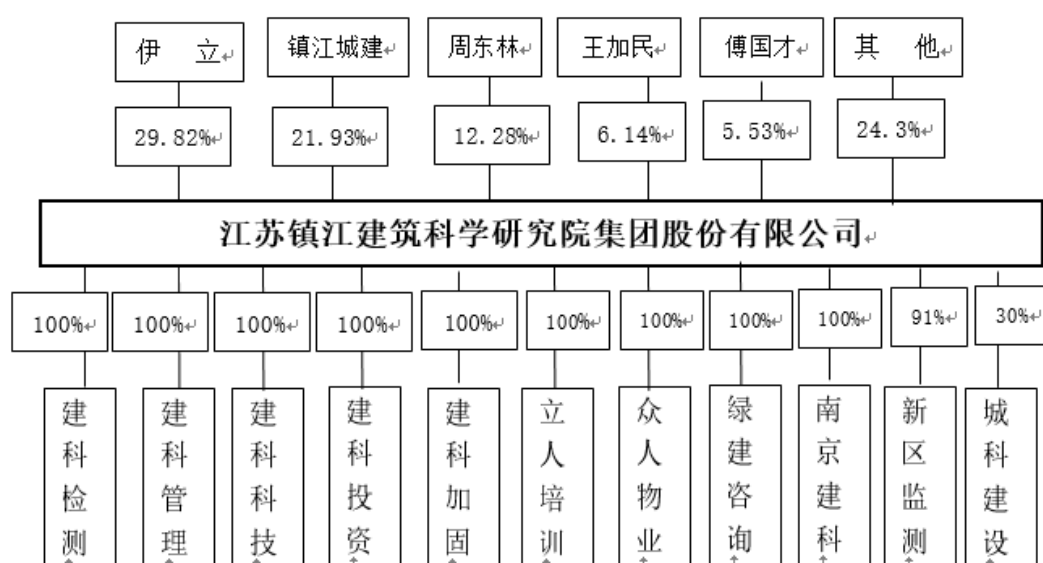 伊 立
镇江城建
周东林
王加民
傅国才
其 他
29.82%
21.93%
12.28%
6.14%
5.53%
24.3%
江苏镇江建筑科学研究院集团股份有限公司
100%
100%
100%
100%
100%
100%
100%
100%
100%
91%
30%
建科检测
建科管理
建科科技
建科投资
建科加固
立人培训
众人物业
绿建咨询
南京建科
新区监测
城科建设